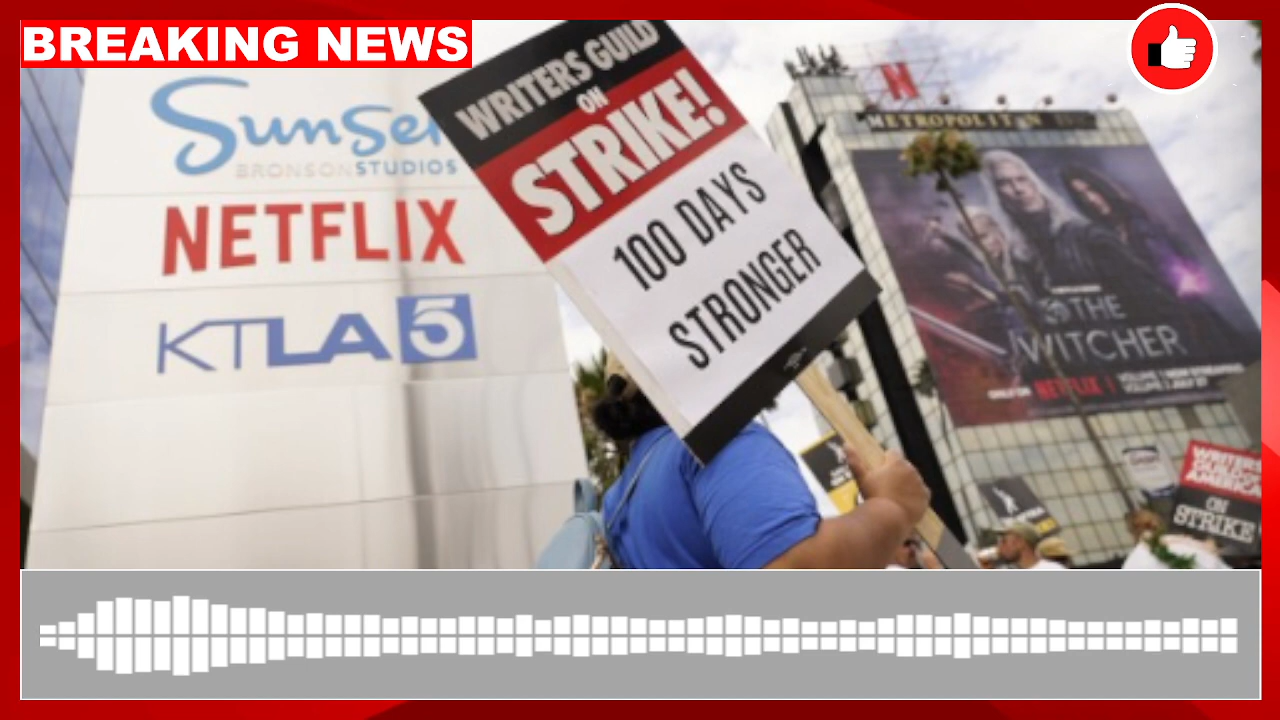 BREAKING NEWS
Sunset
BRONSON STUDIOS
NETFLIX
KTLA 5
WRITERS GUILD
ON
STRIKE!
100 DAYS
STRONGER
N
METROPOLITAN
THE
WITCHER
NETFLIX
WRITERS
GUILD OF
AMERICA
ON
STRIKE